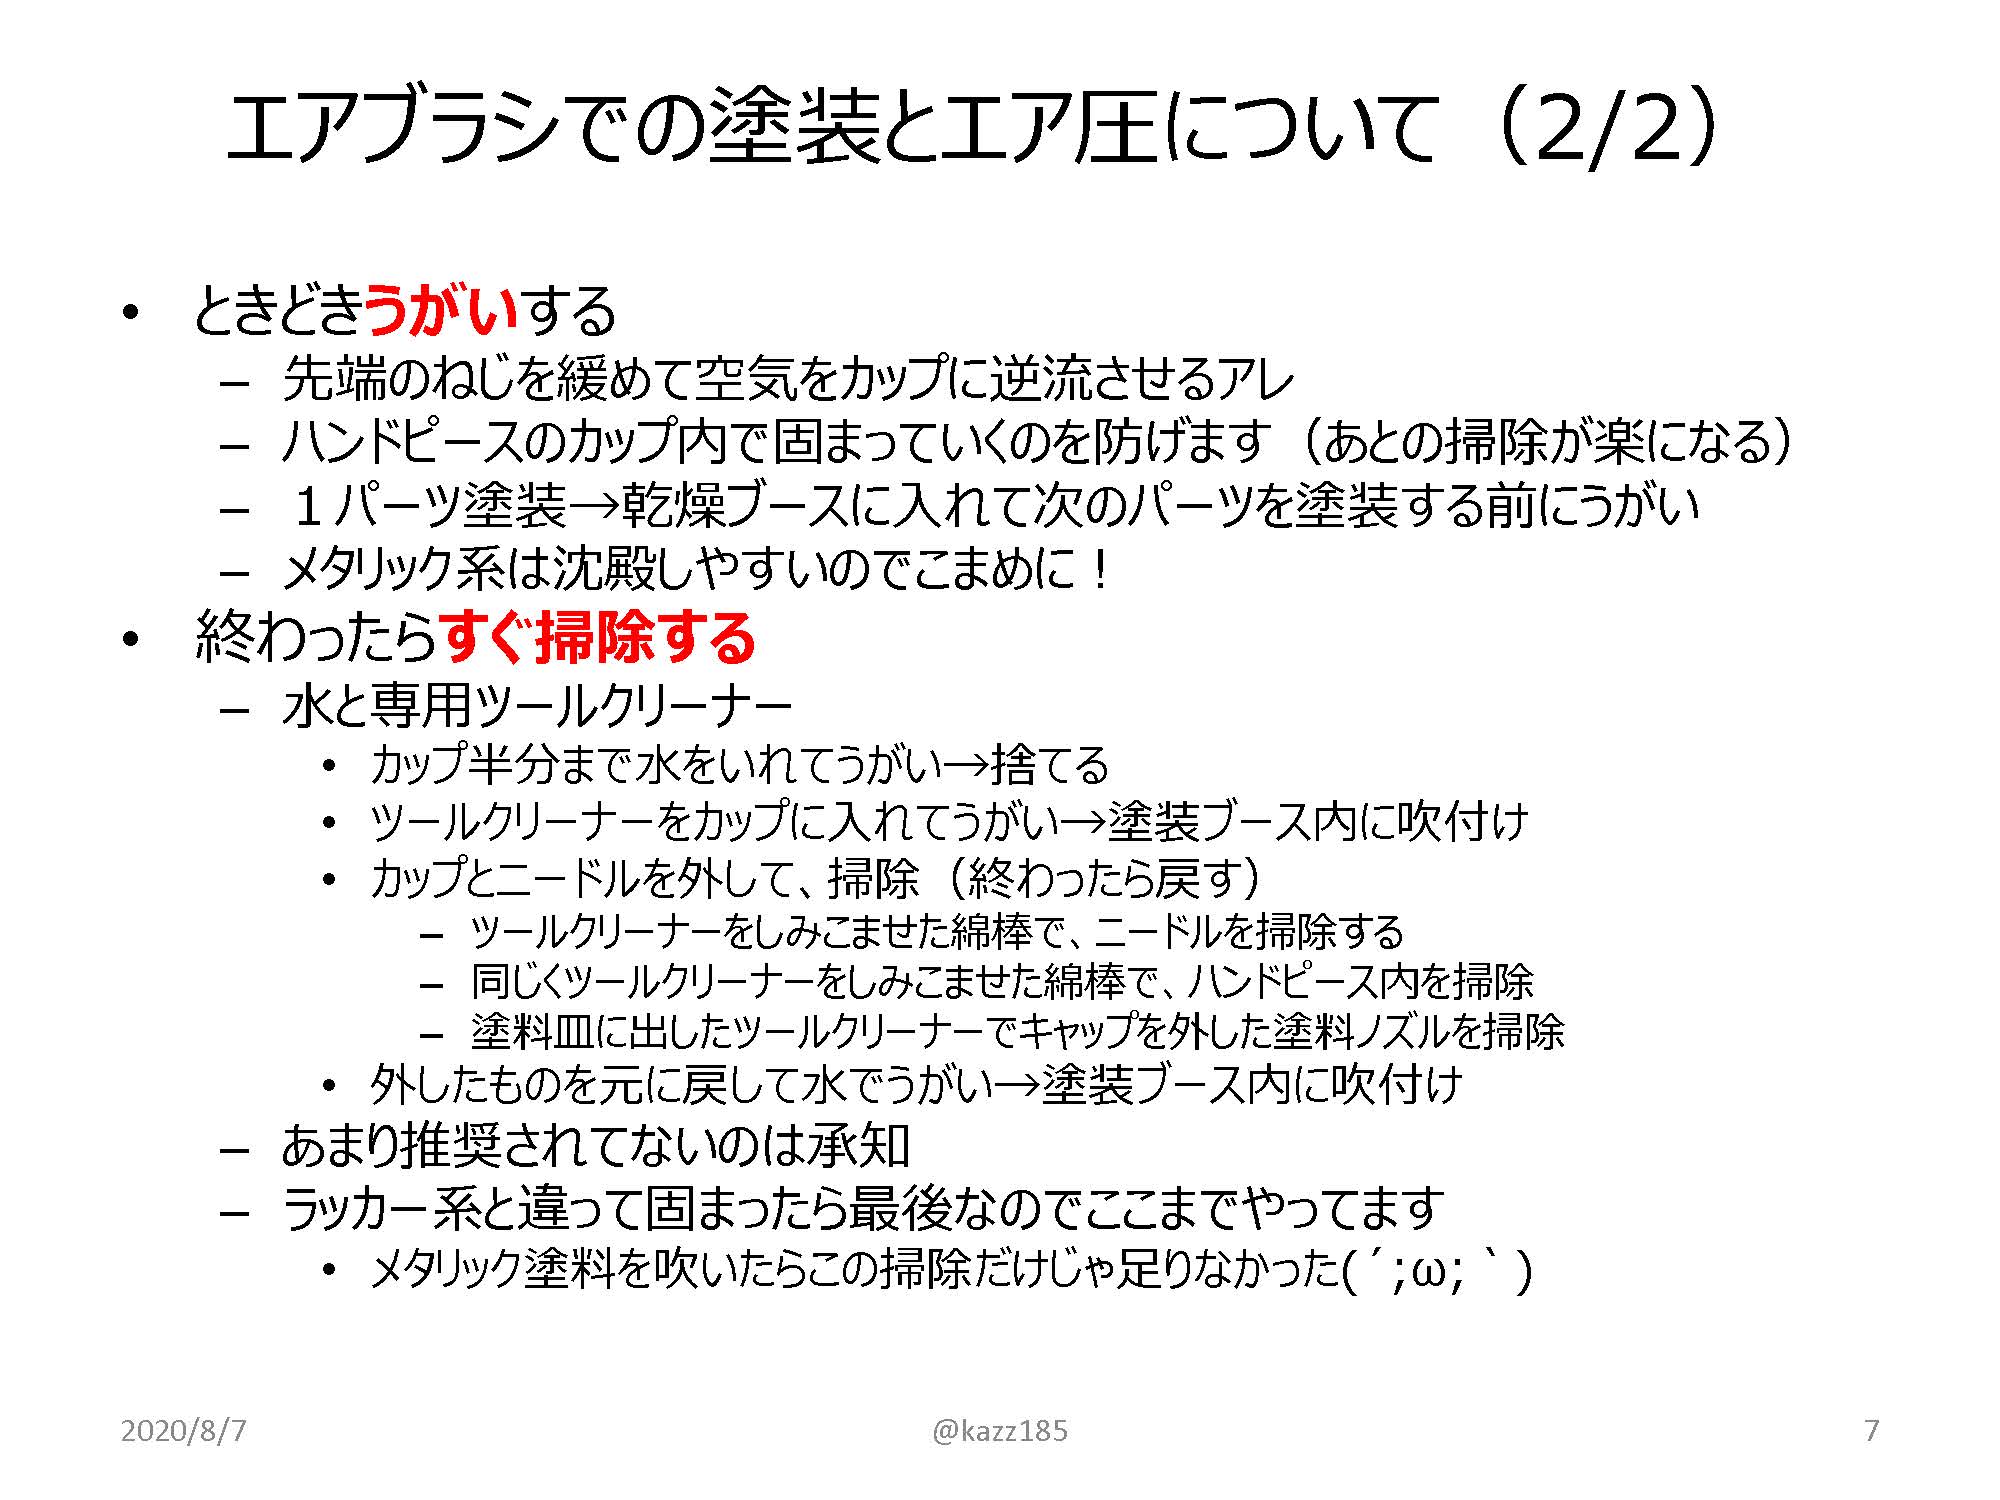 エアブラシでの塗装とエア圧について（2/2）
• ときどきうがいする
– 先端のねじを緩めて空気をカップに逆流させるアレ
– ハンドピースのカップ内で固まっていくのを防げます（あとの掃除が楽になる）
– １パーツ塗装→乾燥ブースに入れて次のパーツを塗装する前にうがい
– メタリック系は沈殿しやすいのでこまめに！
• 終わったらすぐ掃除する
– 水と専用ツールクリーナー
• カップ半分まで水をいれてうがい→捨てる
• ツールクリーナーをカップに入れてうがい→塗装ブース内に吹付け
• カップとニードルを外して、掃除（終わったら戻す）
– ツールクリーナーをしみこませた綿棒で、ニードルを掃除する
– 同じくツールクリーナーをしみこませた綿棒で、ハンドピース内を掃除
– 塗料皿に出したツールクリーナーでキャップを外した塗料ノズルを掃除
• 外したものを元に戻して水でうがい→塗装ブース内に吹付け
– あまり推奨されてないのは承知
– ラッカー系と違って固まったら最後なのでここまでやってます
• メタリック塗料を吹いたらこの掃除だけじゃ足りなかった(´;ω;｀)
2020/8/7
@kazz185
7